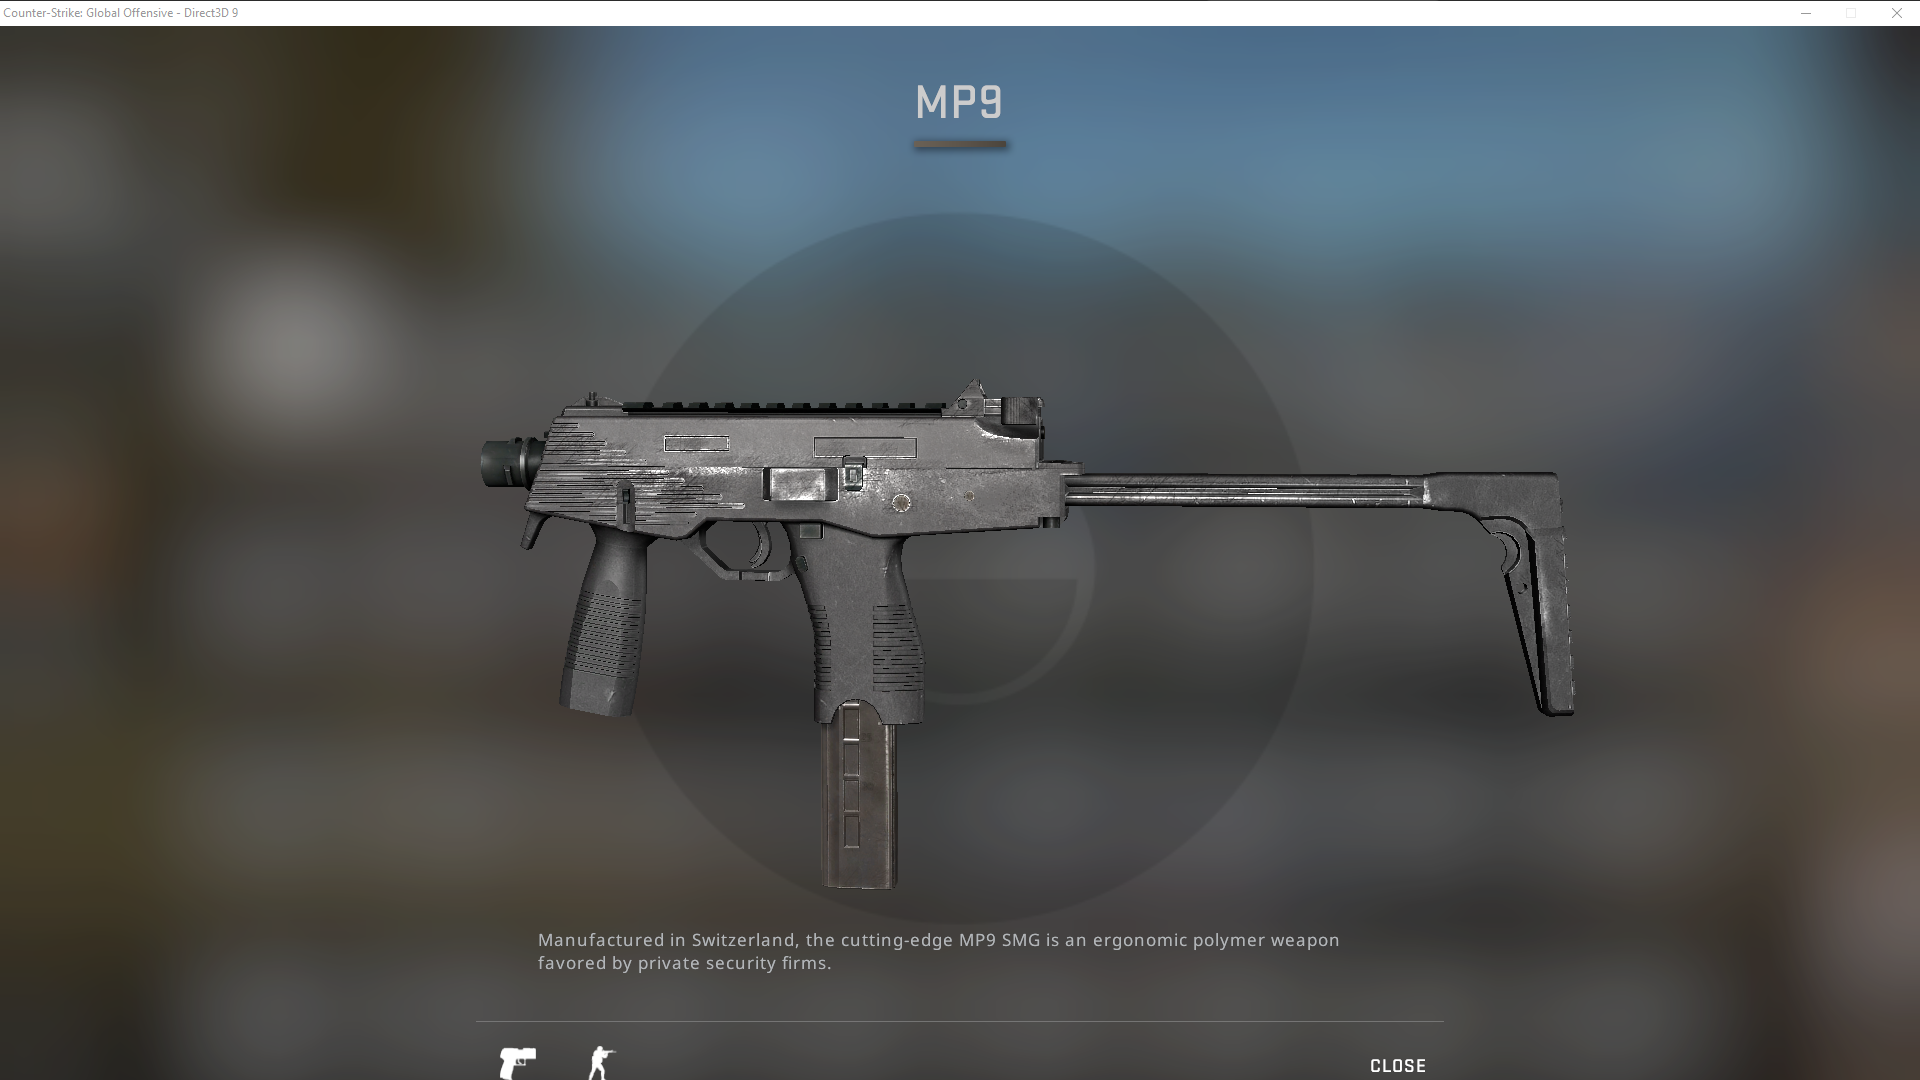 Counter-Strike: Global Offensive - Direct3D 9
MP9
Manufactured in Switzerland, the cutting-edge MP9 SMG is an ergonomic polymer weapon
favored by private security firms.
CLOSE